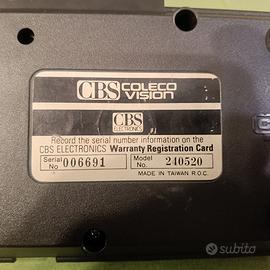 CBS COLECO
VISION
CBS
ELECTRONICS
Record the serial number information on the
CBS ELECTRONICS Warranty Registration Card
Serial No 006691 Model No. 240520
MADE IN TAIWAN R.O.C.
subito